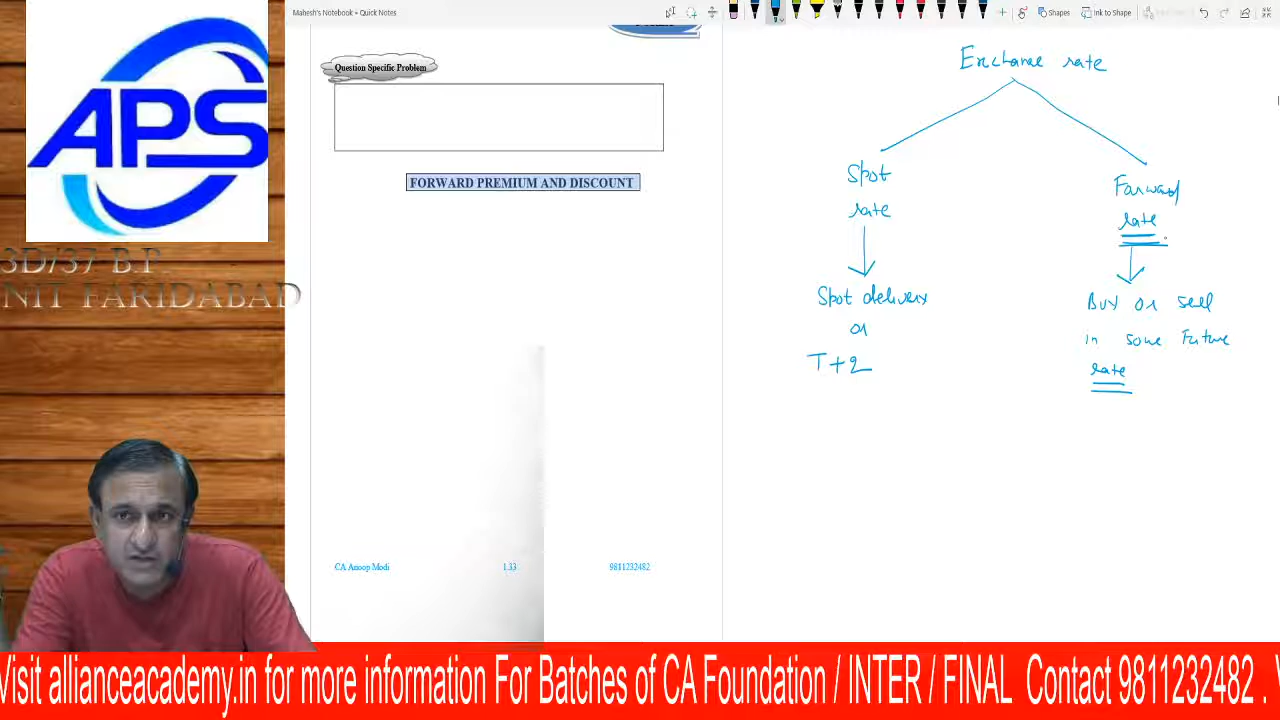 Mahesh's Notebook » Quick Notes
Shapes
Ink to Shape
APS
3D/37 B.P.
NIT FARIDABAD
Question Specific Problem
FORWARD PREMIUM AND DISCOUNT
CA Anoop Modi
1.33
9811232482
Exchange rate
Spot
rate
Spot delivery
or
T+2
Forward
rate
Buy or sell
in some Future
rate
Visit allianceacademy.in for more information For Batches of CA Foundation / INTER / FINAL Contact 9811232482 .